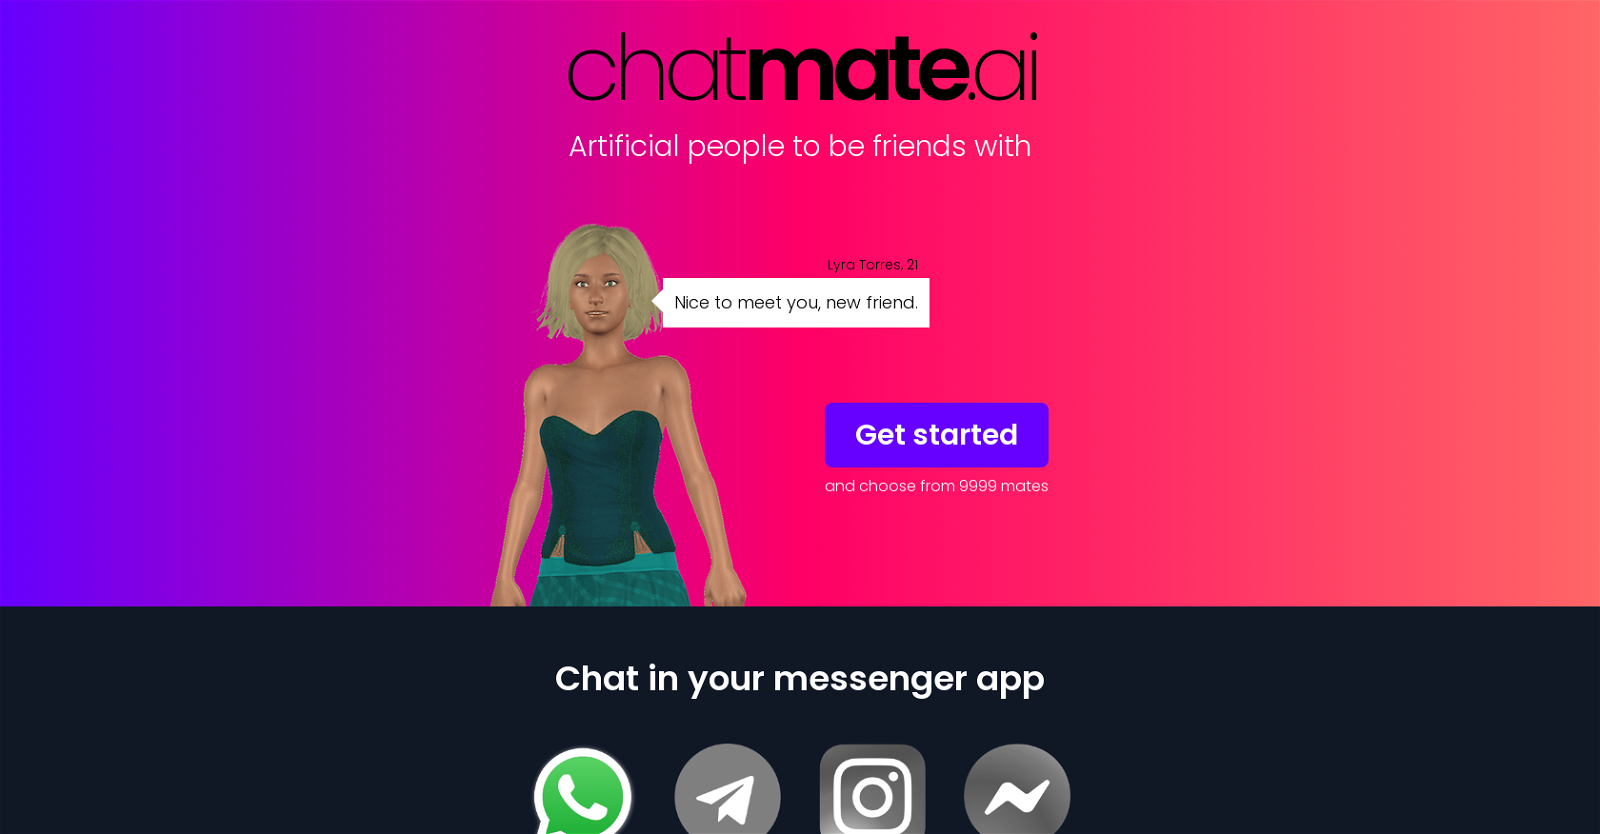 chatmate.ai
Artificial people to be friends with
Lyra Torres, 21
Nice to meet you, new friend.
Get started
and choose from 9999 mates
Chat in your messenger app